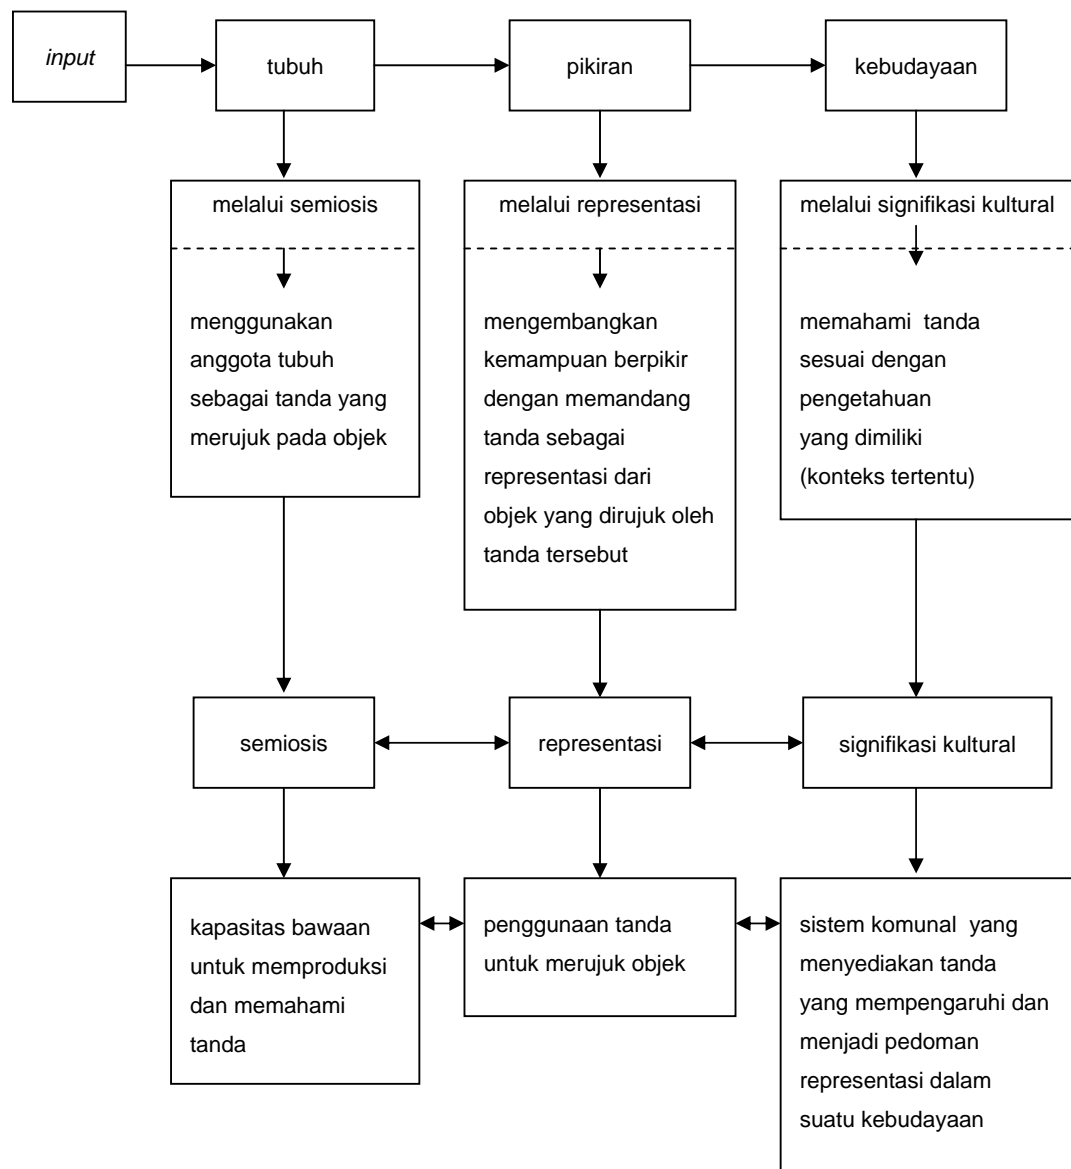 input
tubuh
pikiran
kebudayaan
melalui semiosis
melalui representasi
melalui signifikasi kultural
menggunakan
anggota tubuh
sebagai tanda yang
merujuk pada objek
mengembangkan
kemampuan berpikir
dengan memandang
tanda sebagai
representasi dari
objek yang dirujuk oleh
tanda tersebut
memahami tanda
sesuai dengan
pengetahuan
yang dimiliki
(konteks tertentu)
semiosis
representasi
signifikasi kultural
kapasitas bawaan
untuk memproduksi
dan memahami
tanda
penggunaan tanda
untuk merujuk objek
sistem komunal yang
menyediakan tanda
yang mempengaruhi dan
menjadi pedoman
representasi dalam
suatu kebudayaan